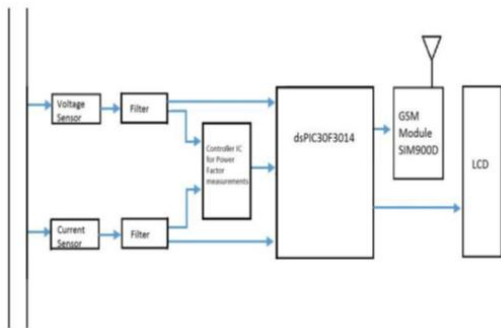 Voltage
Sensor
Filter
Controller IC
for Power
Factor
measurements
dsPIC30F3014
GSM
Module
SIM900D
LCD
Current
Sensor
Filter